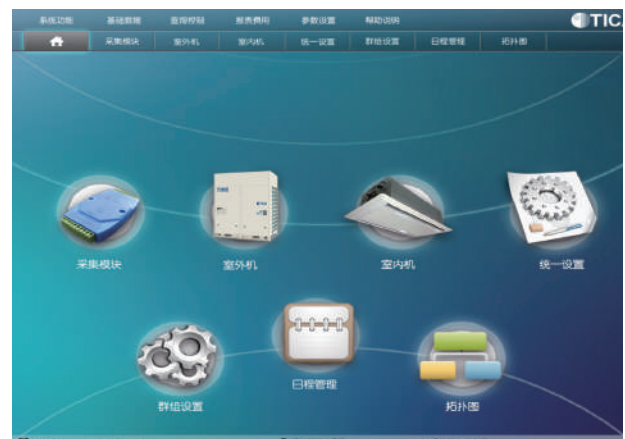 系统功能 基础数据 查询控制 报表费用 参数设置 帮助说明 TICA
采集模块 室外机 室内机 统一设置 群组设置 日程管理 拓扑图
采集模块 室外机 室内机 统一设置
群组设置 日程管理 拓扑图